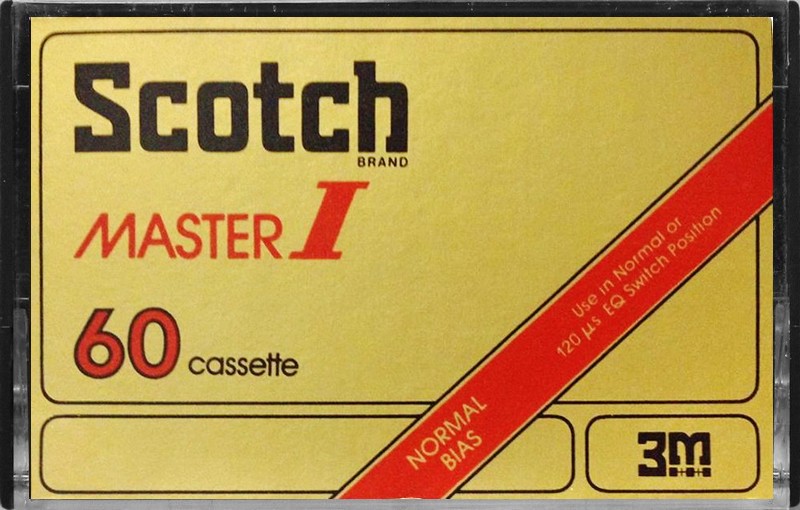 Scotch
BRAND
MASTER I
60 cassette
Use in Normal or
120 µs EQ Switch Position
NORMAL
BIAS
3M